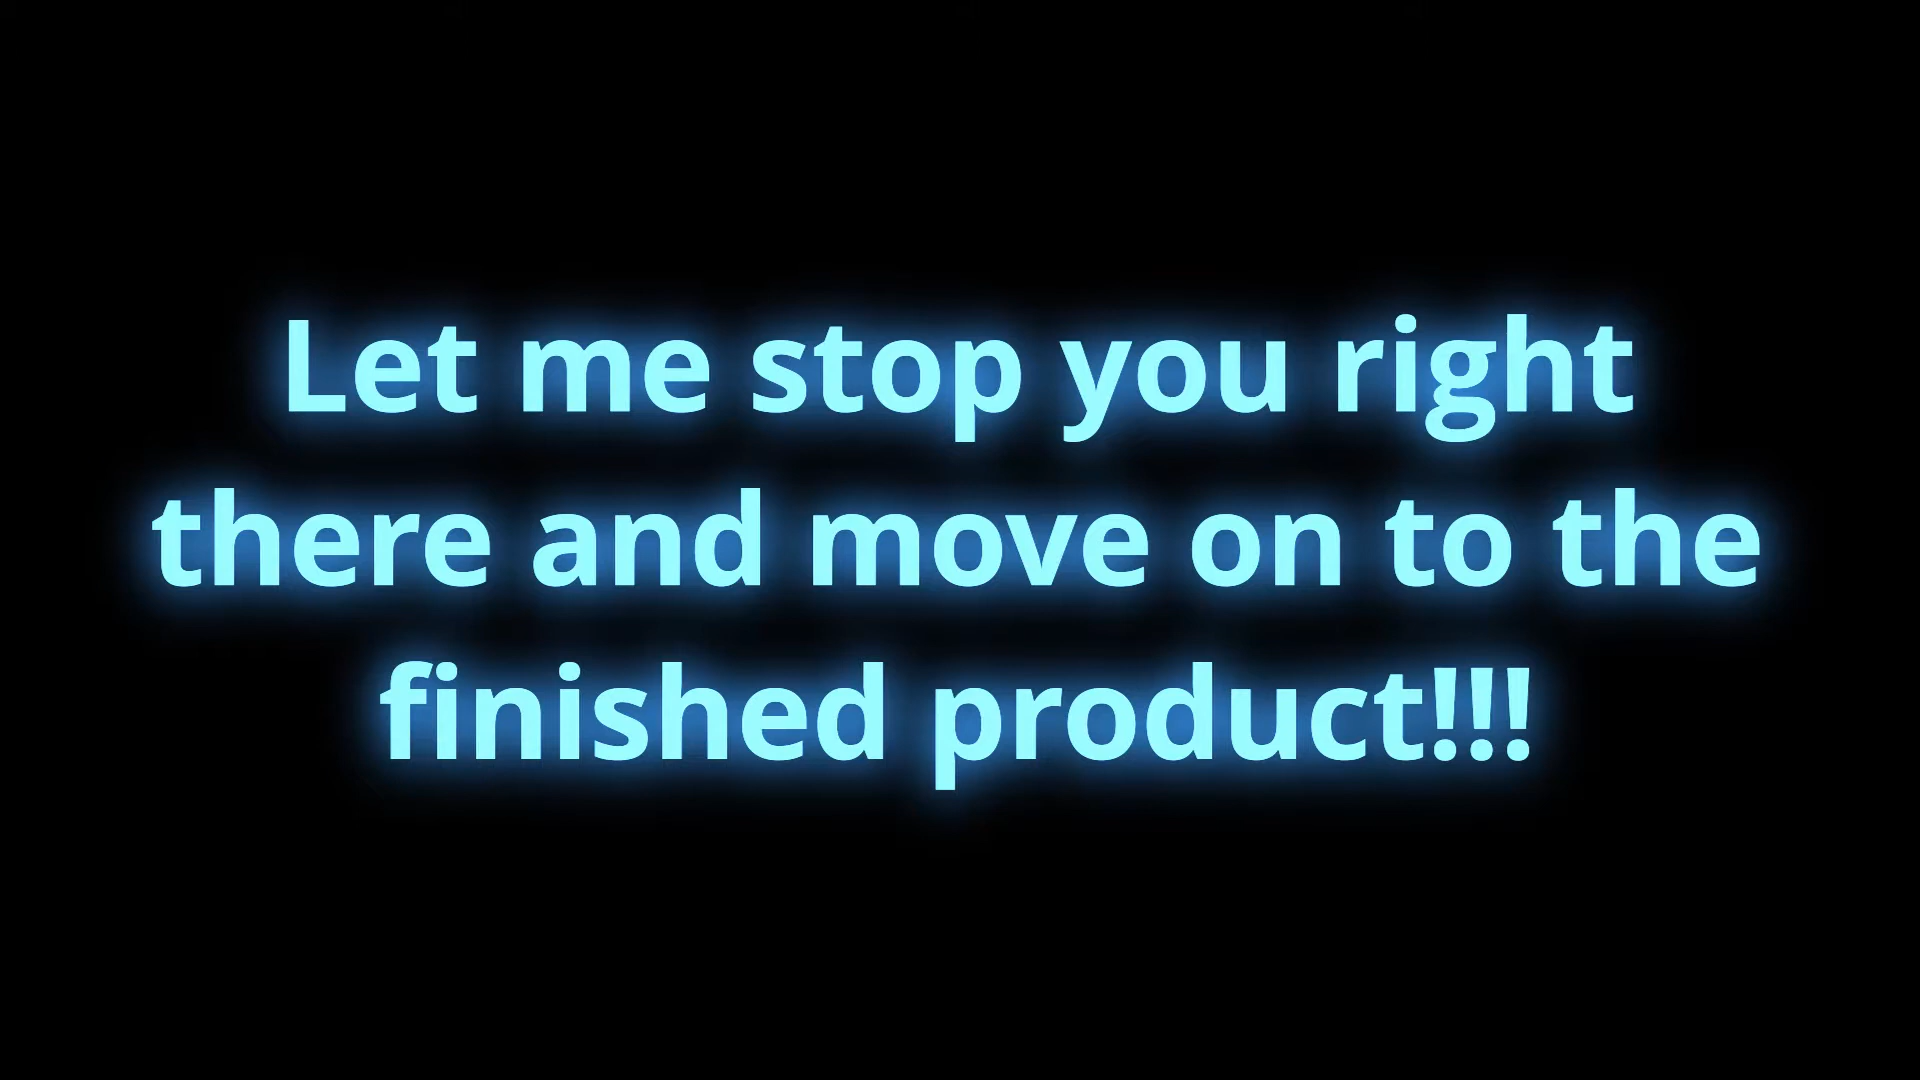 Let me stop you right
there and move on to the
finished product!!!